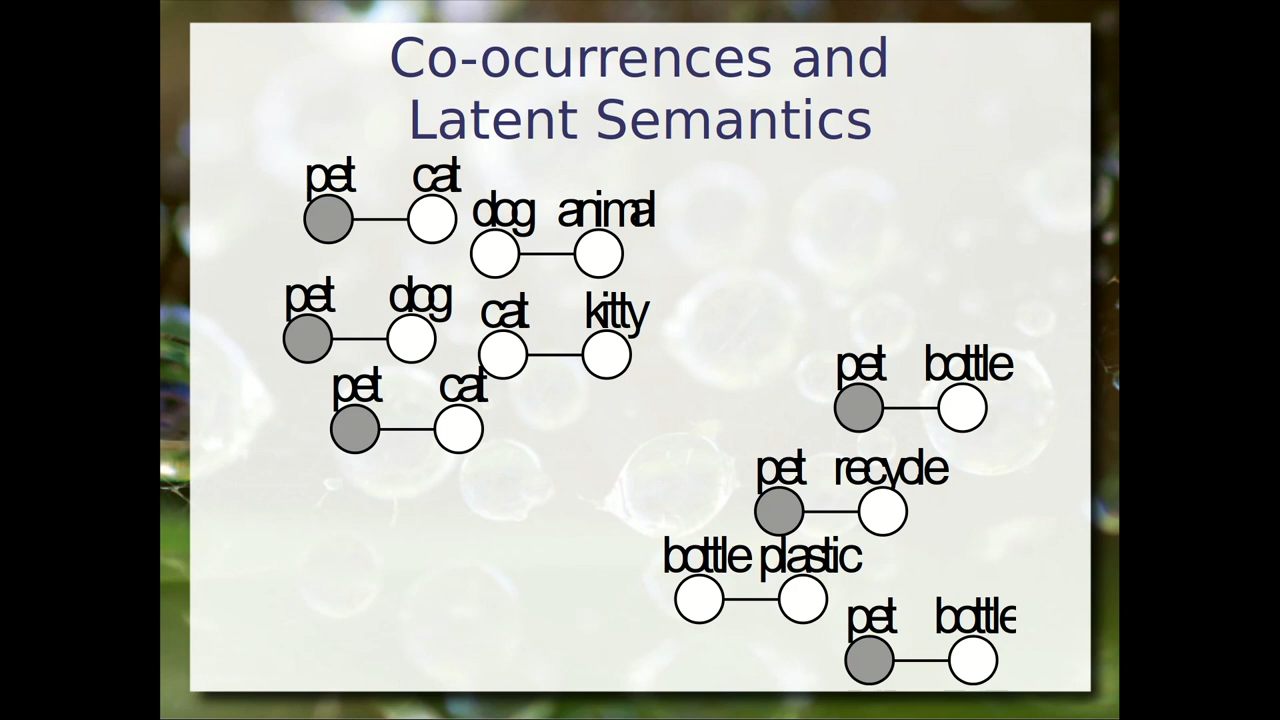 Co-ocurrences and
Latent Semantics
pet cat
dog animal
pet dog
cat kitty
pet cat
pet bottle
pet recycle
bottle plastic
pet bottle